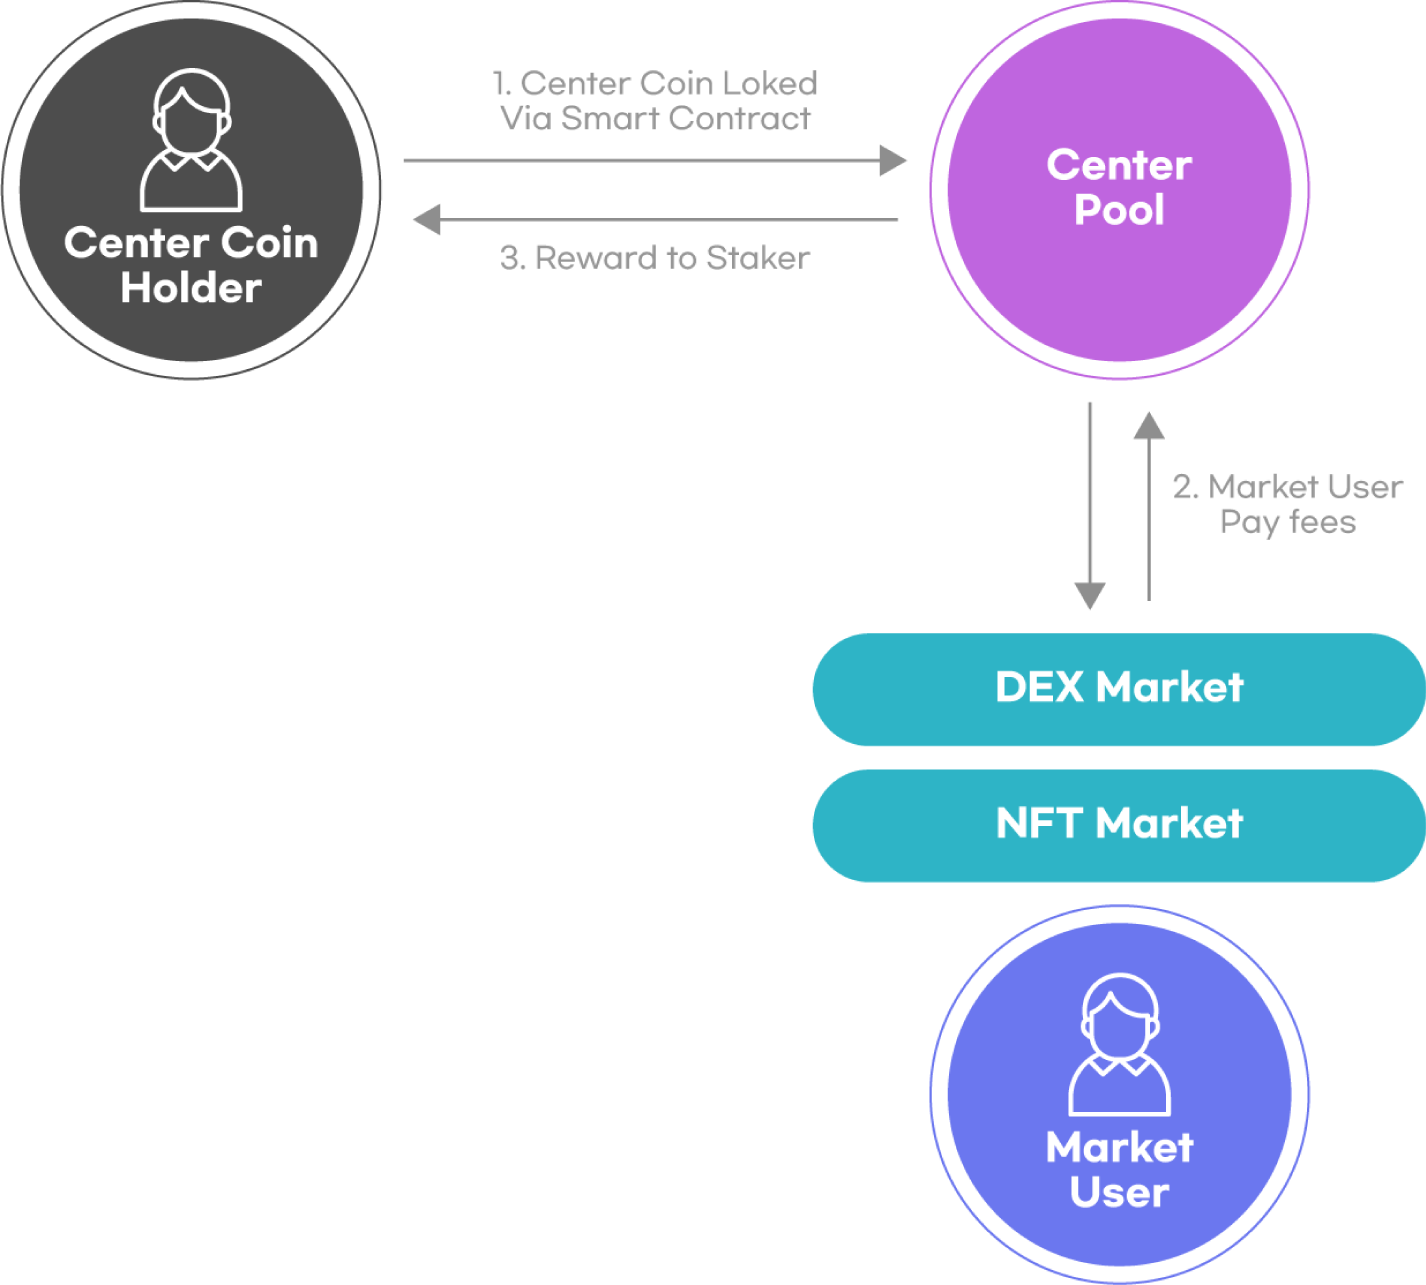 1. Center Coin Loked
Via Smart Contract
Center Coin
Holder
3. Reward to Staker
Center
Pool
2. Market User
Pay fees
DEX Market
NFT Market
Market
User